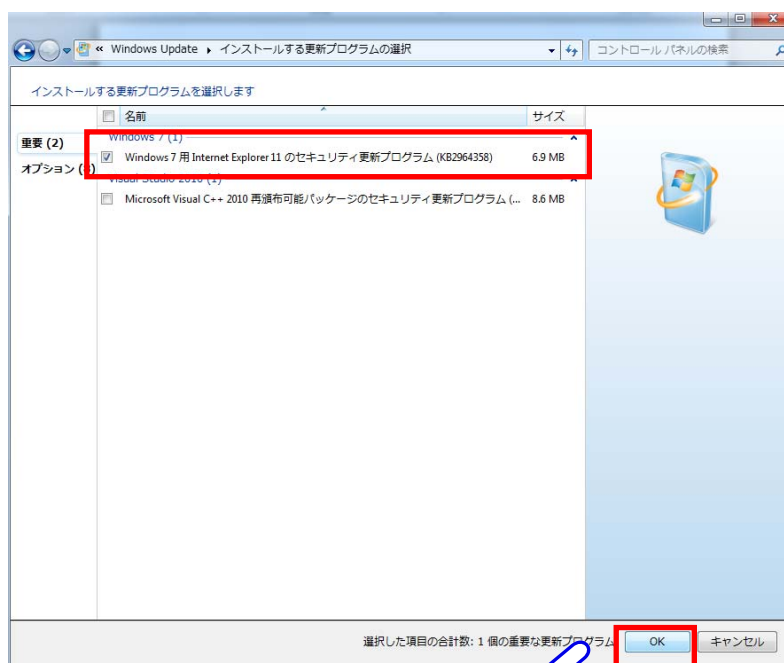 « Windows Update ▸ インストールする更新プログラムの選択
コントロール パネルの検索
インストールする更新プログラムを選択します
名前 サイズ
重要 (2)
Windows 7 (1)
Windows 7 用 Internet Explorer 11 のセキュリティ更新プログラム (KB2964358) 6.9 MB
オプション
Visual Studio 2010 (1)
Microsoft Visual C++ 2010 再頒布可能パッケージのセキュリティ更新プログラム (... 8.6 MB
選択した項目の合計数: 1 個の重要な更新プログラム
OK キャンセル